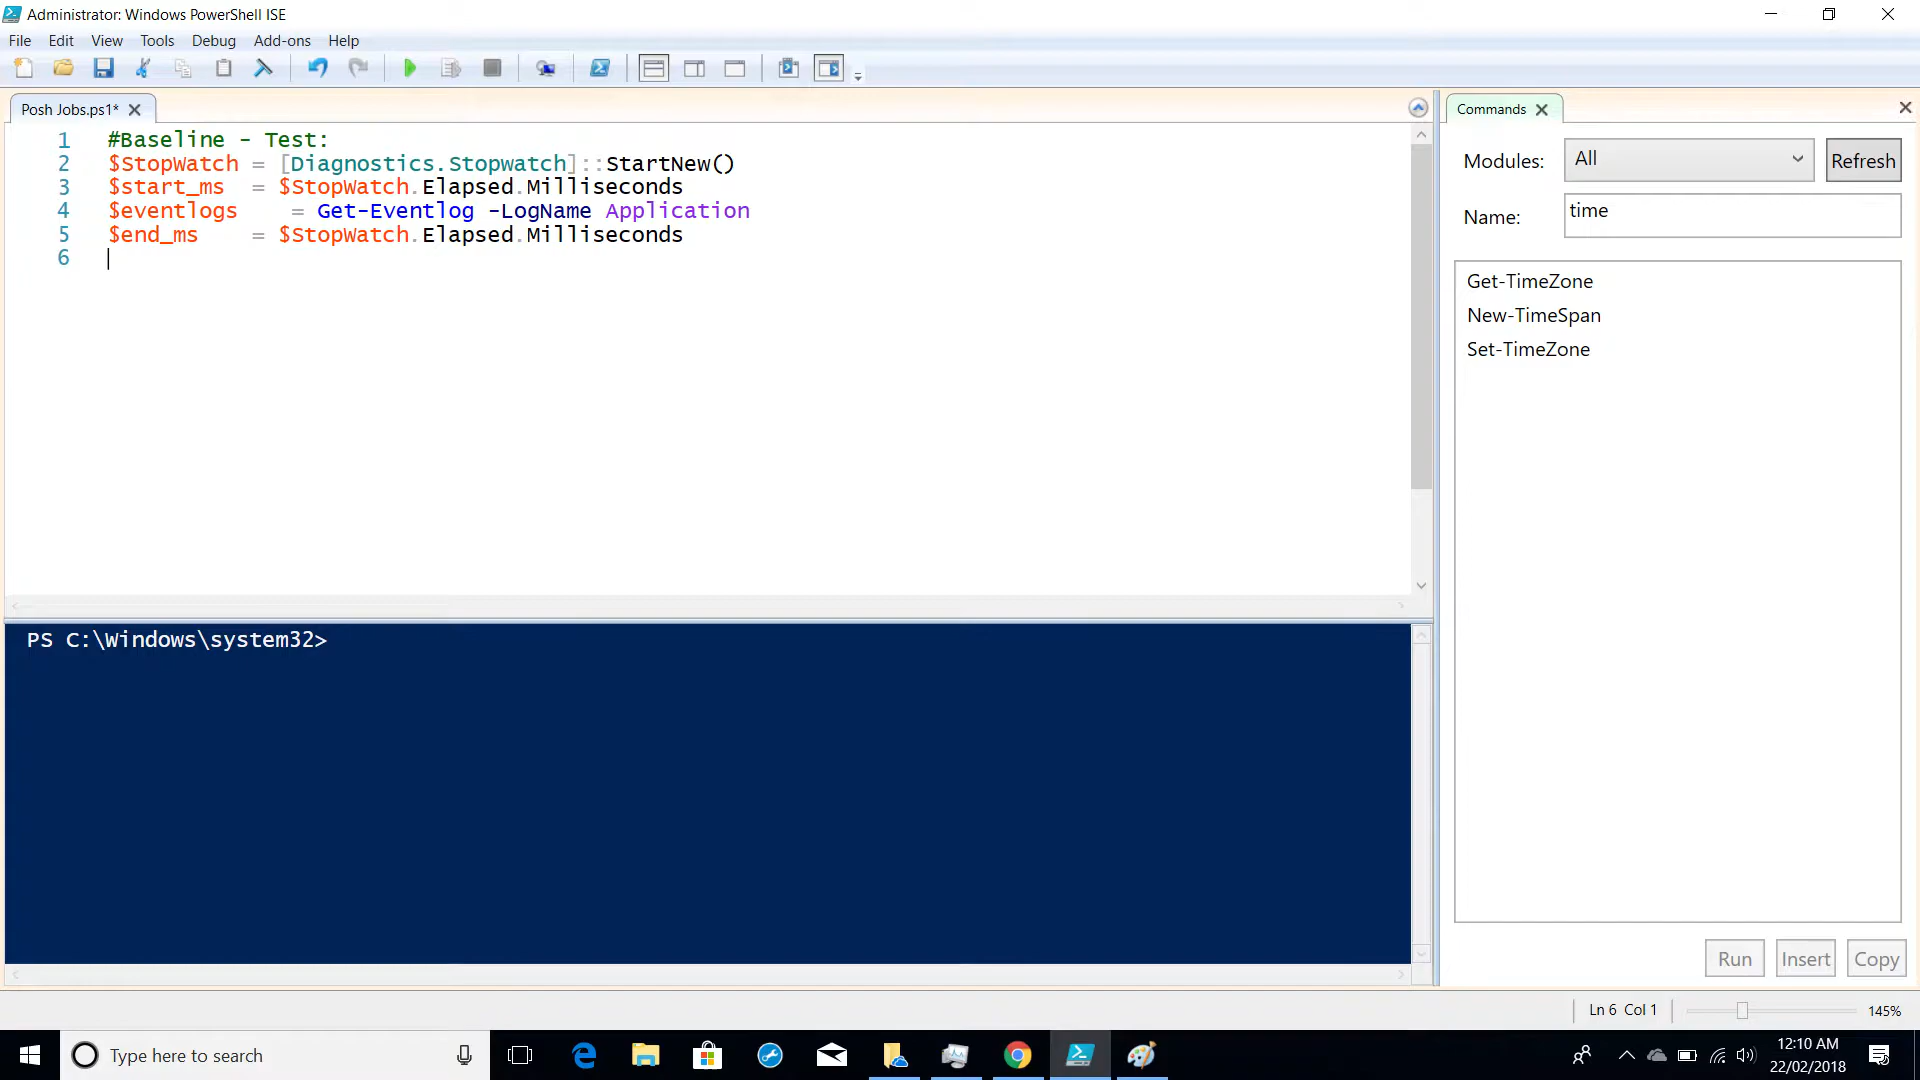 Administrator: Windows PowerShell ISE
File Edit View Tools Debug Add-ons Help
Posh Jobs.ps1*
1 #Baseline - Test:
2 $StopWatch = [Diagnostics.Stopwatch]::StartNew()
3 $start_ms = $StopWatch.Elapsed.Milliseconds
4 $eventlogs = Get-Eventlog -LogName Application
5 $end_ms = $StopWatch.Elapsed.Milliseconds
6
PS C:\Windows\system32>
Commands
Modules: All Refresh
Name: time
Get-TimeZone
New-TimeSpan
Set-TimeZone
Run Insert Copy
Ln 6 Col 1 145%
Type here to search
12:10 AM
22/02/2018